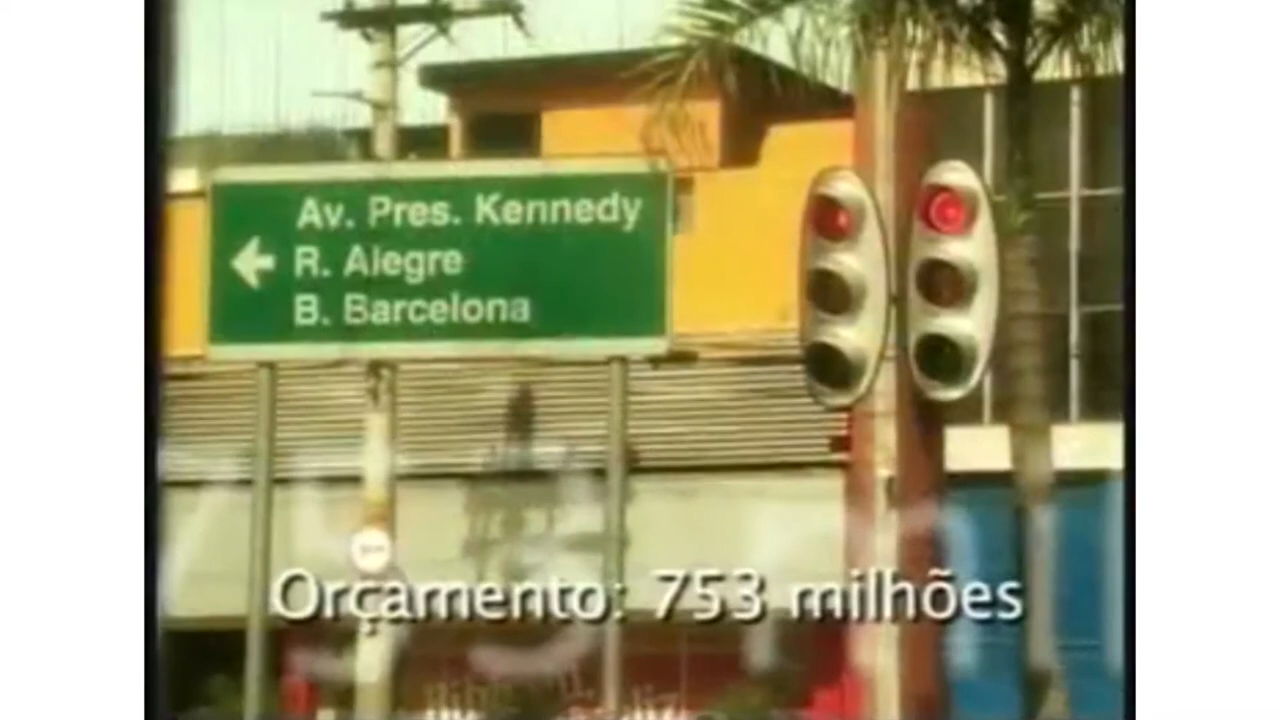 Av. Pres. Kennedy
R. Alegre
B. Barcelona
Orçamento: 753 milhões